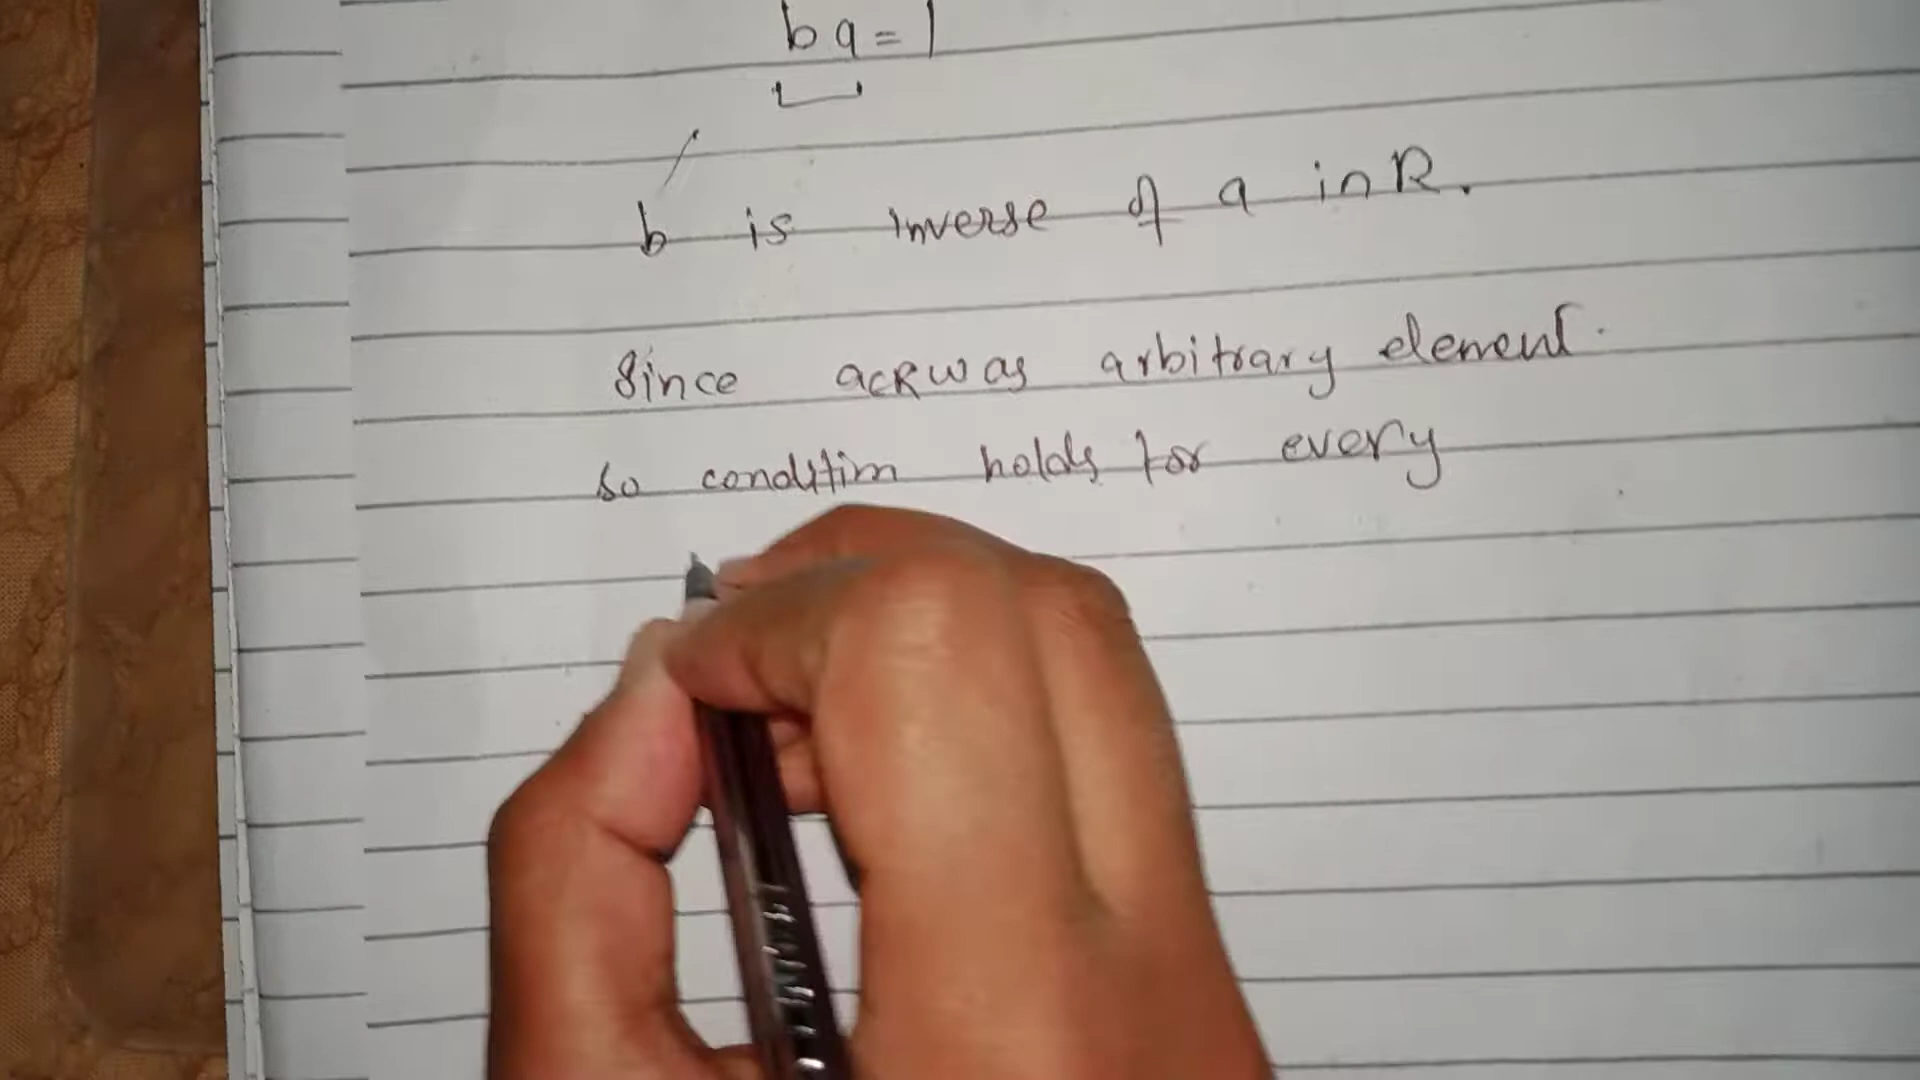 ba = 1
b is inverse of a in R.
Since a∈R was arbitrary element.
so condition holds for every